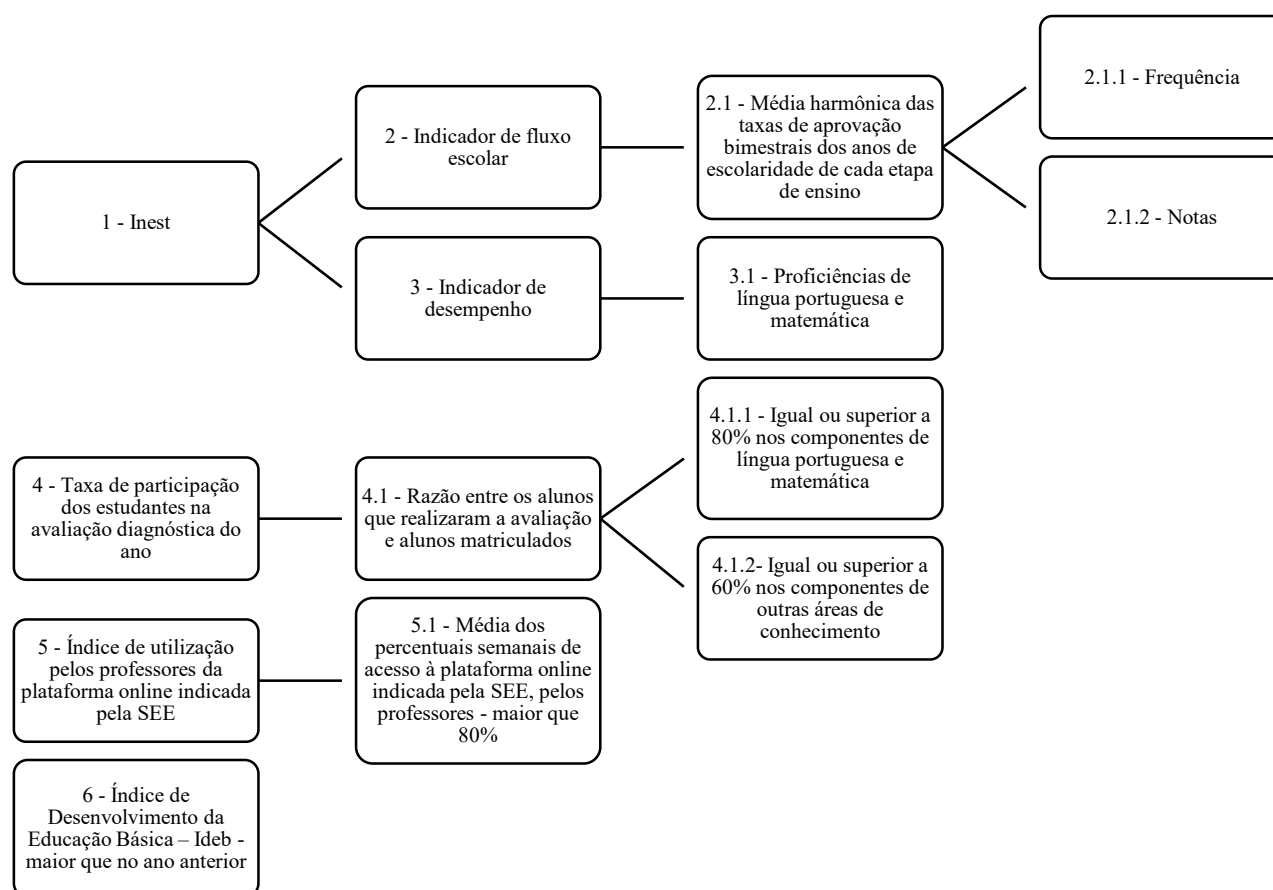 1 - Inest
2 - Indicador de fluxo
escolar
2.1 - Média harmônica das
taxas de aprovação
bimestrais dos anos de
escolaridade de cada etapa
de ensino
2.1.1 - Frequência
2.1.2 - Notas
3 - Indicador de
desempenho
3.1 - Proficiências de
língua portuguesa e
matemática
4 - Taxa de participação
dos estudantes na
avaliação diagnóstica do
ano
4.1 - Razão entre os alunos
que realizaram a avaliação
e alunos matriculados
4.1.1 - Igual ou superior a
80% nos componentes de
língua portuguesa e
matemática
4.1.2- Igual ou superior a
60% nos componentes de
outras áreas de
conhecimento
5 - Índice de utilização
pelos professores da
plataforma online indicada
pela SEE
5.1 - Média dos
percentuais semanais de
acesso à plataforma online
indicada pela SEE, pelos
professores - maior que
80%
6 - Índice de
Desenvolvimento da
Educação Básica – Ideb -
maior que no ano anterior